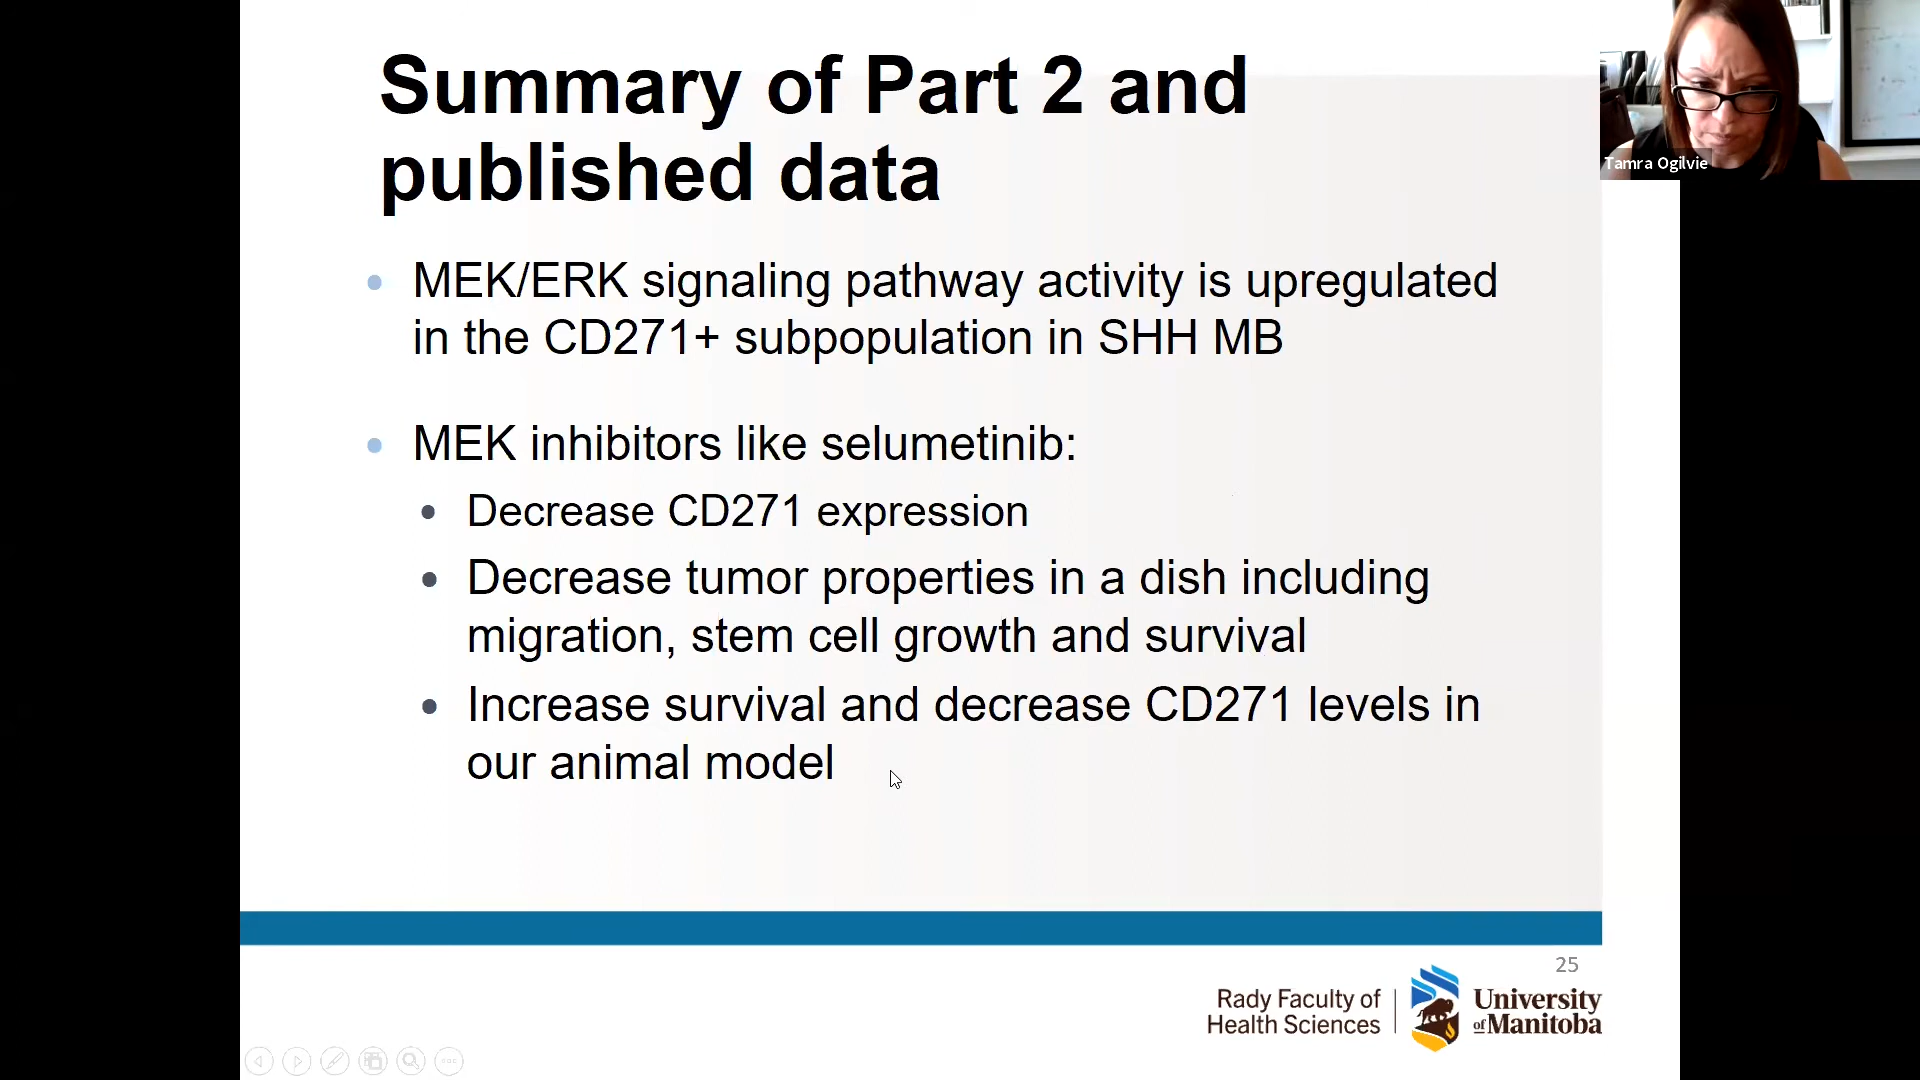 Summary of Part 2 and
published data
Tamra Ogilvie
MEK/ERK signaling pathway activity is upregulated
in the CD271+ subpopulation in SHH MB
MEK inhibitors like selumetinib:
Decrease CD271 expression
Decrease tumor properties in a dish including
migration, stem cell growth and survival
Increase survival and decrease CD271 levels in
our animal model
25
Rady Faculty of
Health Sciences
University
of Manitoba